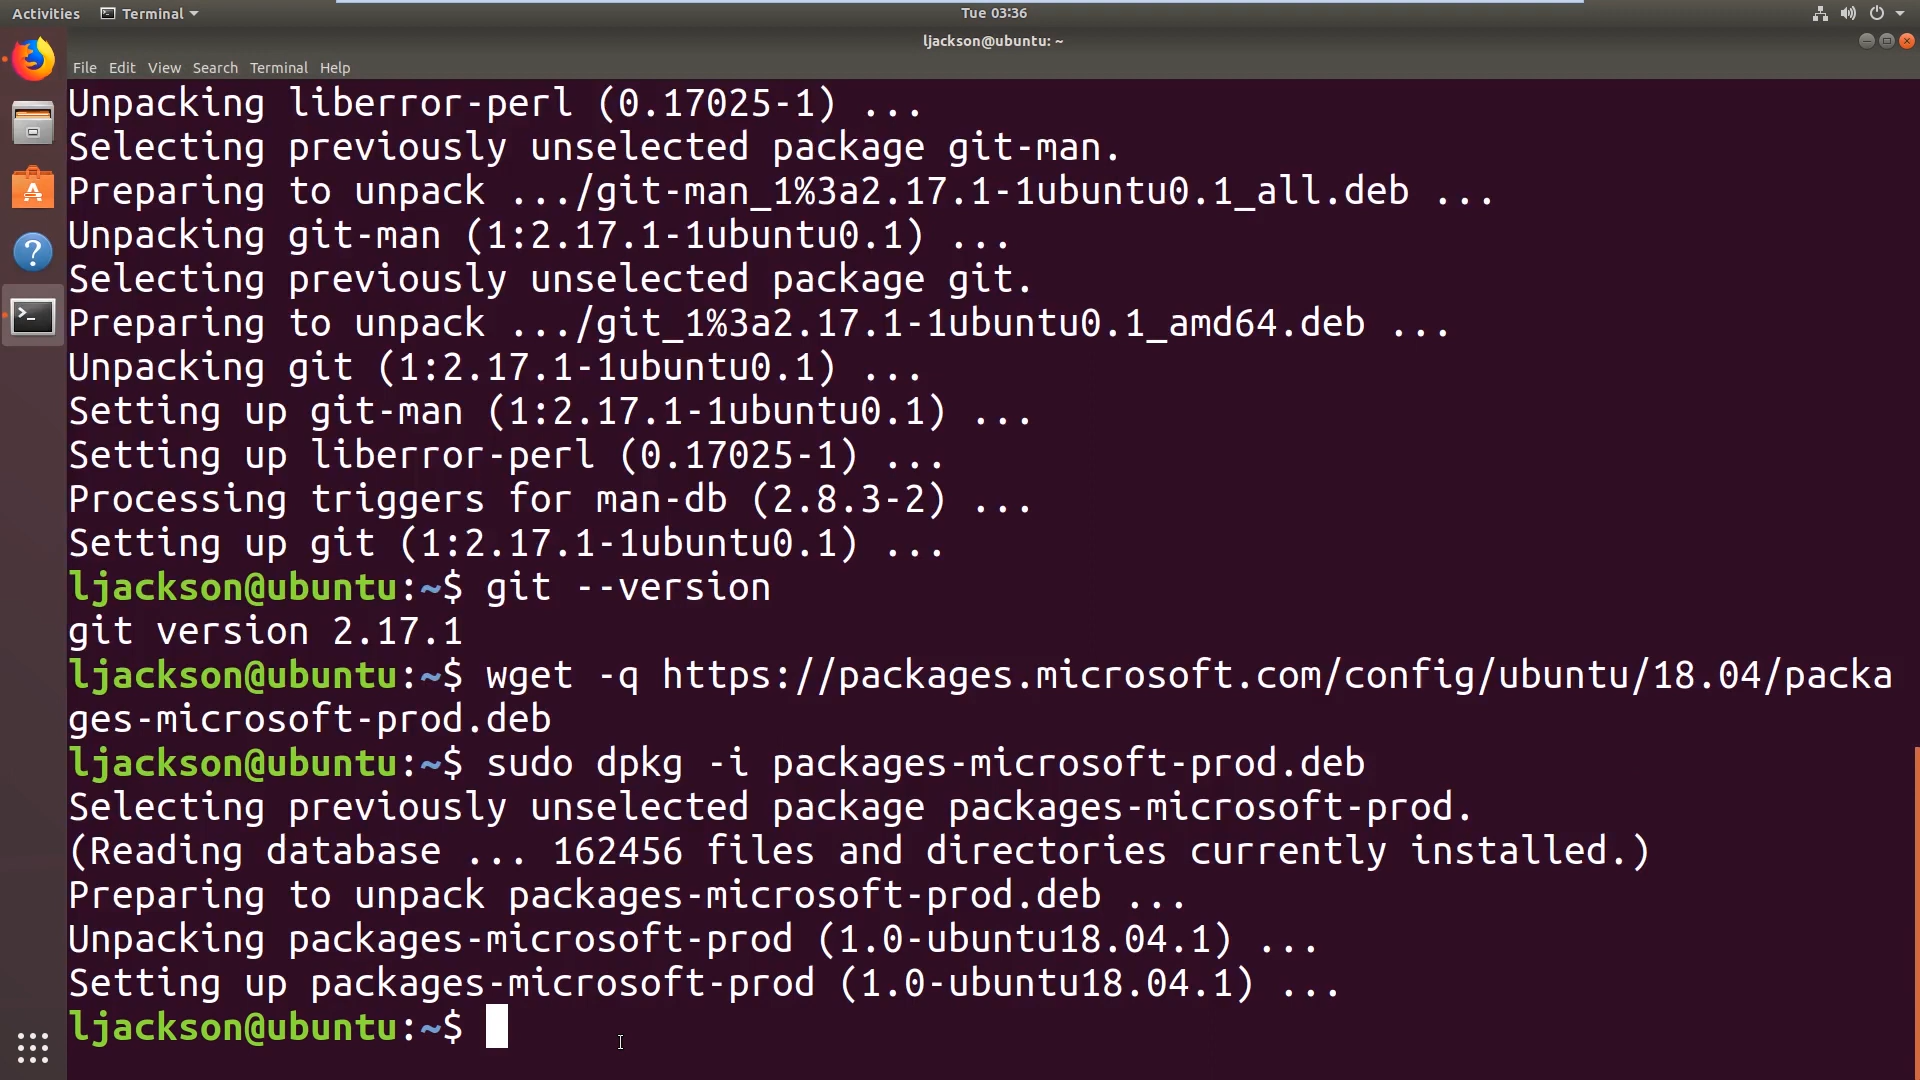 Activities Terminal Tue 03:36
ljackson@ubuntu: ~
File Edit View Search Terminal Help
Unpacking liberror-perl (0.17025-1) ...
Selecting previously unselected package git-man.
Preparing to unpack .../git-man_1%3a2.17.1-1ubuntu0.1_all.deb ...
Unpacking git-man (1:2.17.1-1ubuntu0.1) ...
Selecting previously unselected package git.
Preparing to unpack .../git_1%3a2.17.1-1ubuntu0.1_amd64.deb ...
Unpacking git (1:2.17.1-1ubuntu0.1) ...
Setting up git-man (1:2.17.1-1ubuntu0.1) ...
Setting up liberror-perl (0.17025-1) ...
Processing triggers for man-db (2.8.3-2) ...
Setting up git (1:2.17.1-1ubuntu0.1) ...
ljackson@ubuntu:~$ git --version
git version 2.17.1
ljackson@ubuntu:~$ wget -q https://packages.microsoft.com/config/ubuntu/18.04/packa
ges-microsoft-prod.deb
ljackson@ubuntu:~$ sudo dpkg -i packages-microsoft-prod.deb
Selecting previously unselected package packages-microsoft-prod.
(Reading database ... 162456 files and directories currently installed.)
Preparing to unpack packages-microsoft-prod.deb ...
Unpacking packages-microsoft-prod (1.0-ubuntu18.04.1) ...
Setting up packages-microsoft-prod (1.0-ubuntu18.04.1) ...
ljackson@ubuntu:~$